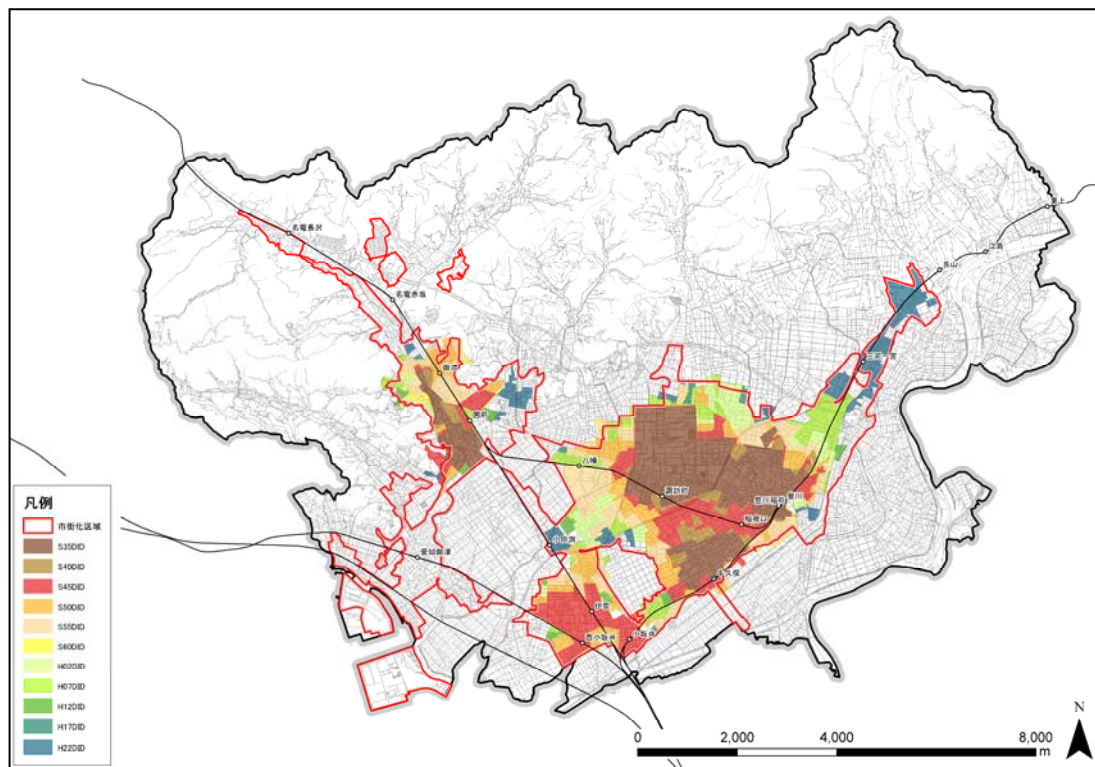 東上
江島
長山
名電長沢
名電赤坂
三河一宮
御油
国府
八幡
諏訪町
豊川稲荷
豊川
稲荷口
小田渕
愛知御津
牛久保
伊奈
西小坂井
小坂井
凡例
市街化区域
S35DID
S40DID
S45DID
S50DID
S55DID
S60DID
H02DID
H07DID
H12DID
H17DID
H22DID
N
0 2,000 4,000 8,000
m